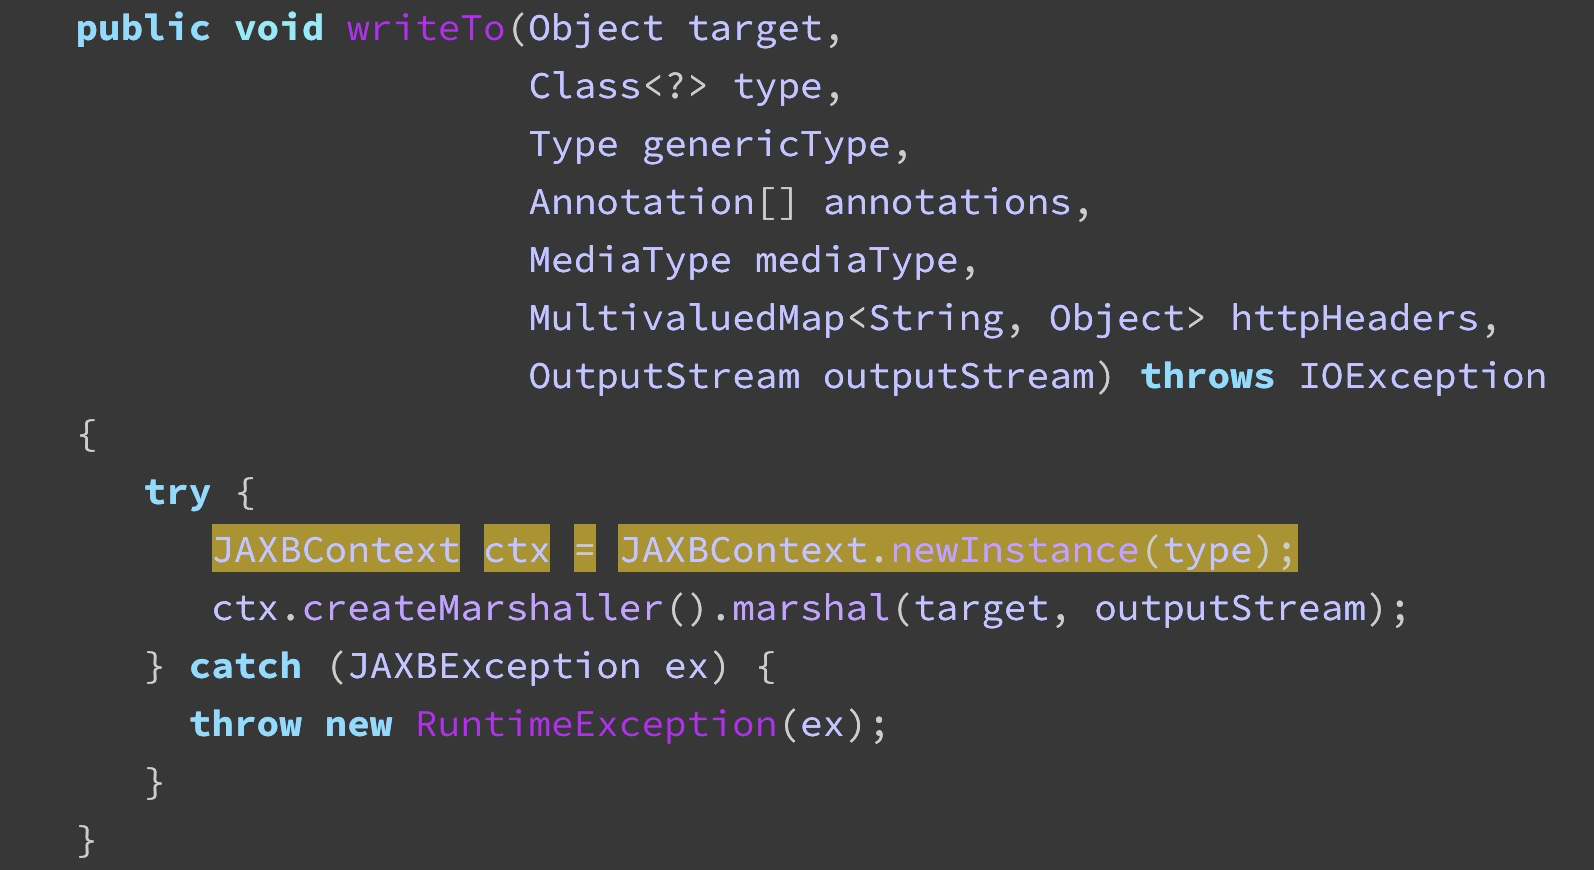 public void writeTo(Object target,
Class<?> type,
Type genericType,
Annotation[] annotations,
MediaType mediaType,
MultivaluedMap<String, Object> httpHeaders,
OutputStream outputStream) throws IOException
{
try {
JAXBContext ctx = JAXBContext.newInstance(type);
ctx.createMarshaller().marshal(target, outputStream);
} catch (JAXBException ex) {
throw new RuntimeException(ex);
}
}